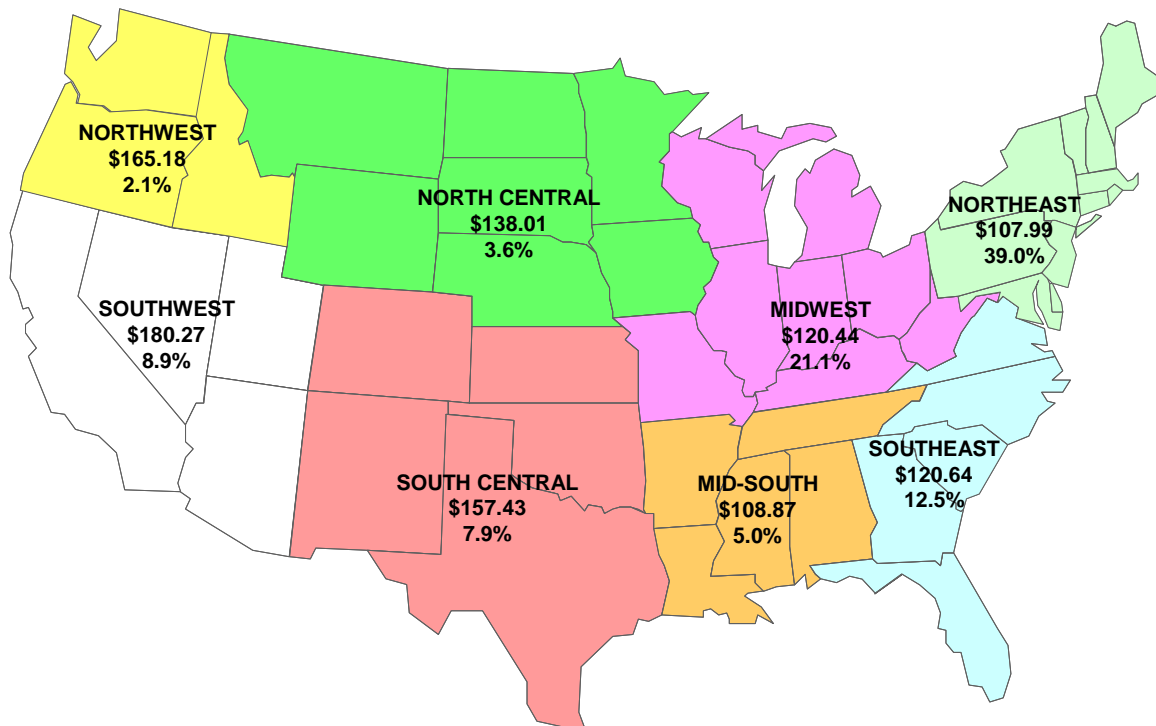 NORTHWEST
$165.18
2.1%
NORTH CENTRAL
$138.01
3.6%
NORTHEAST
$107.99
39.0%
SOUTHWEST
$180.27
8.9%
MIDWEST
$120.44
21.1%
SOUTH CENTRAL
$157.43
7.9%
MID-SOUTH
$108.87
5.0%
SOUTHEAST
$120.64
12.5%